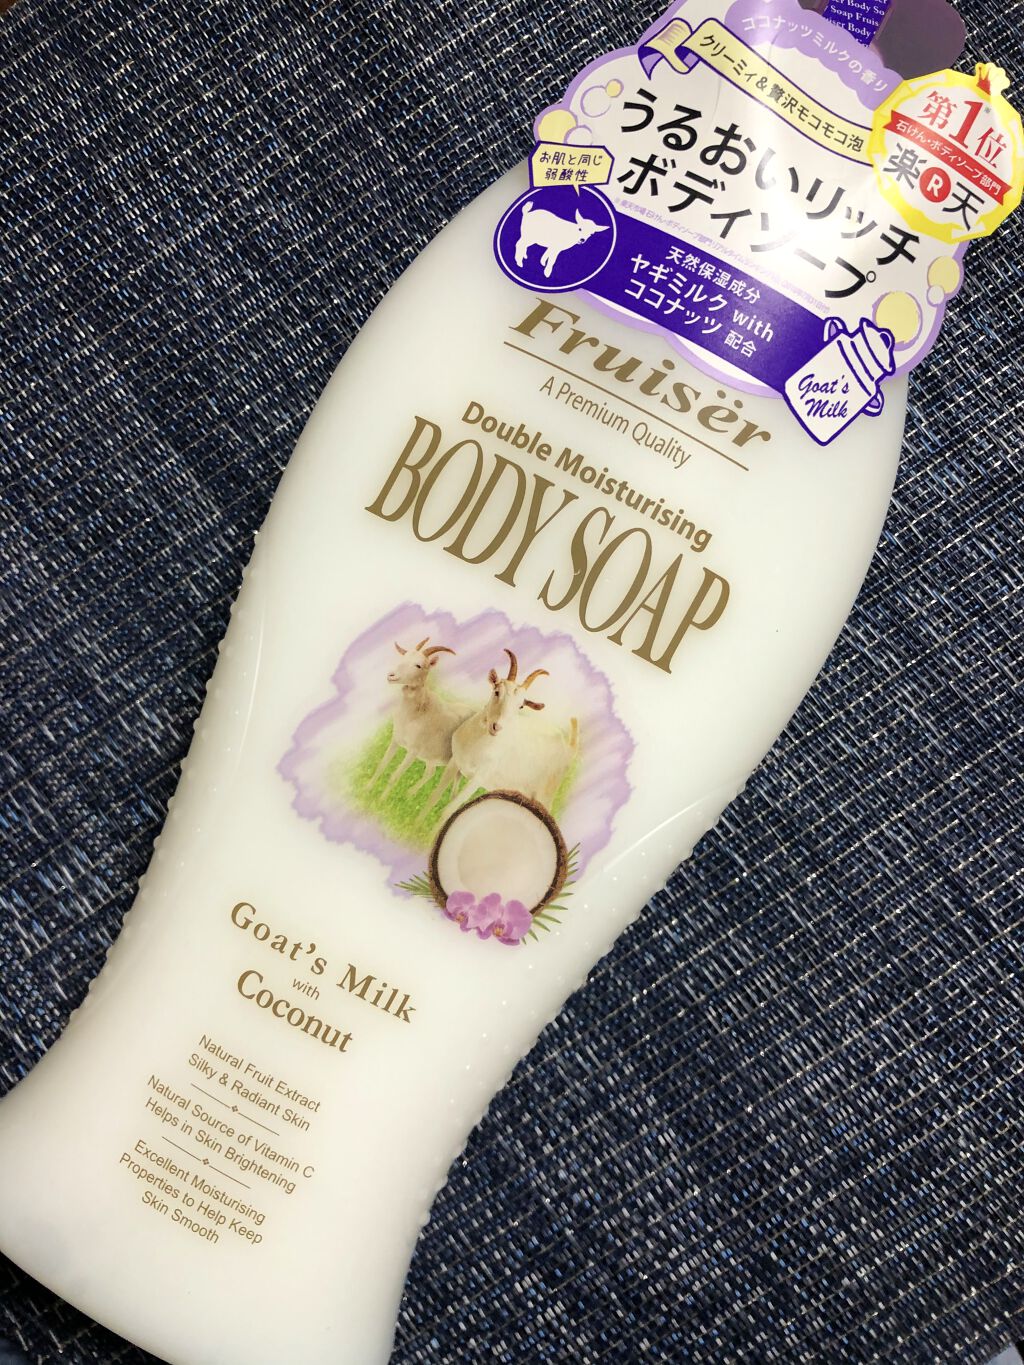 ココナッツミルクの香り
クリーミィ&贅沢モコモコ泡
うるおいリッチ
ボディソープ
お肌と同じ
弱酸性
第1位
石けん・ボディソープ部門
楽R天
天然保湿成分
ヤギミルク with
ココナッツ 配合
Goat's
Milk
Fruisër
A Premium Quality
Double Moisturising
BODY SOAP
Goat's Milk
with
Coconut
Natural Fruit Extract
Silky & Radiant Skin
Natural Source of Vitamin C
Helps in Skin Brightening
Excellent Moisturising
Properties to Help Keep
Skin Smooth